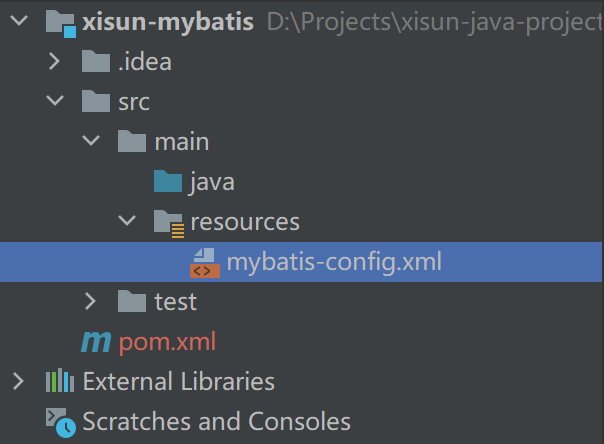 xisun-mybatis D:\Projects\xisun-java-project
.idea
src
main
java
resources
mybatis-config.xml
test
pom.xml
External Libraries
Scratches and Consoles